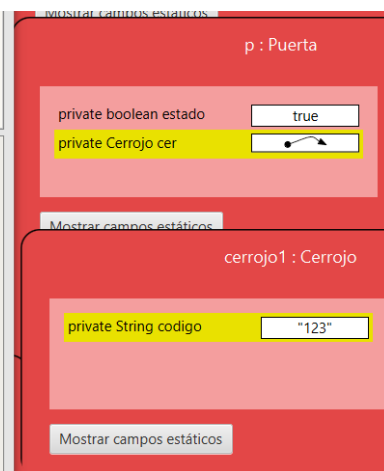 Mostrar campos estáticos
p : Puerta
private boolean estado true
private Cerrojo cer
Mostrar campos estáticos
cerrojo1 : Cerrojo
private String codigo "123"
Mostrar campos estáticos